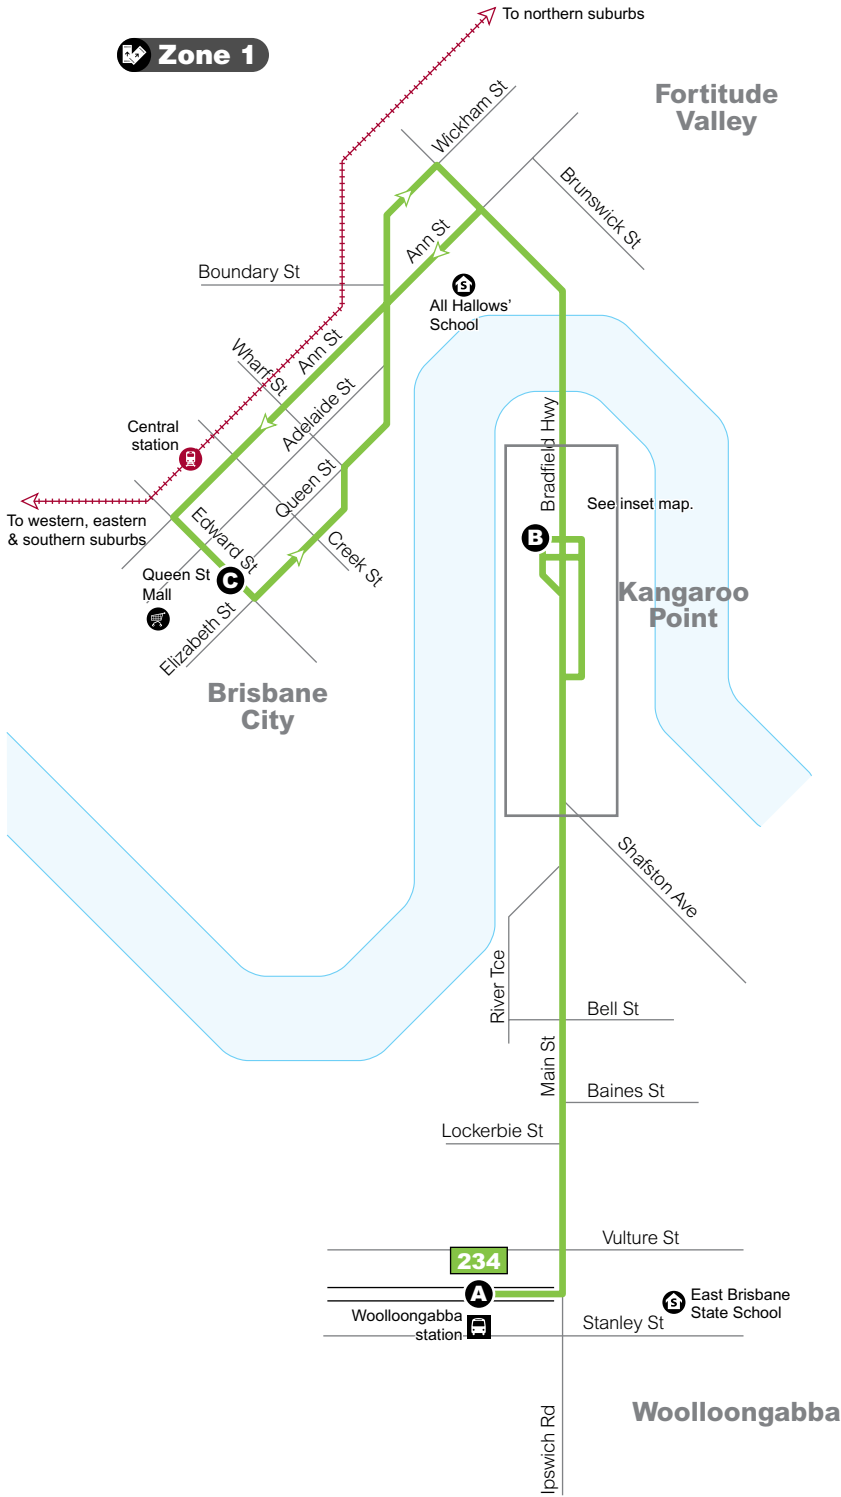 To northern suburbs
Zone 1
Fortitude
Valley
Wickham St
Brunswick St
Ann St
Boundary St
All Hallows'
School
Ann St
Wharf St
Adelaide St
Central
station
Queen St
Bradfield Hwy
See inset map.
To western, eastern
& southern suburbs
Edward St
Creek St
B
Queen St
Mall
C
Kangaroo
Point
Elizabeth St
Brisbane
City
Shafston Ave
River Tce
Bell St
Main St
Baines St
Lockerbie St
Vulture St
234
A
East Brisbane
State School
S
S
Woolloongabba
station
Stanley St
Ipswich Rd
Woolloongabba